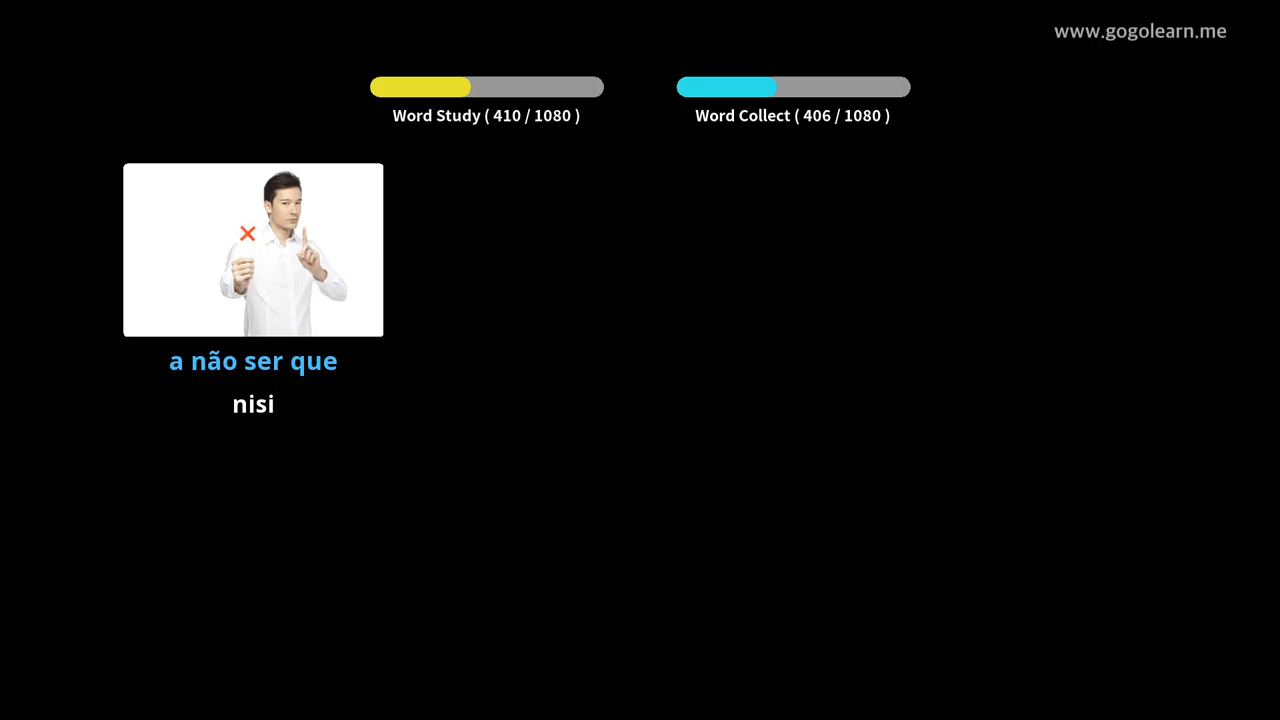 www.gogolearn.me
Word Study ( 410 / 1080 )
Word Collect ( 406 / 1080 )
a não ser que
nisi